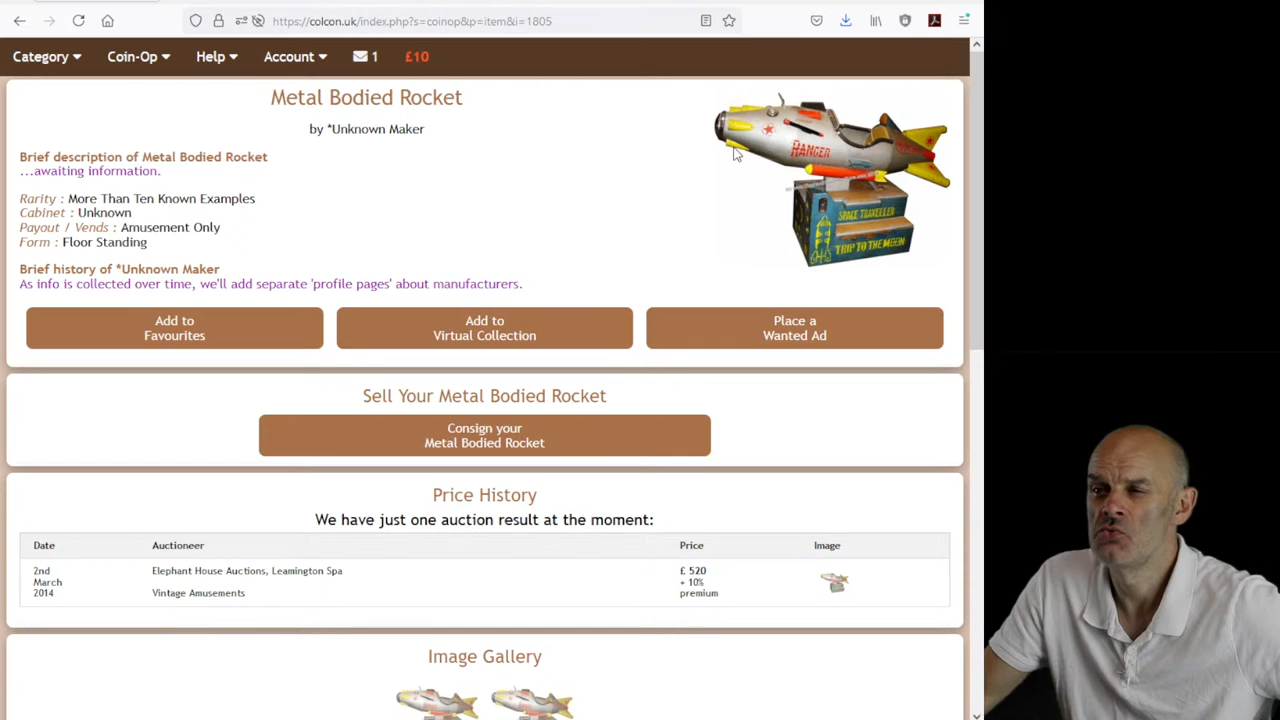 https://colcon.uk/index.php?s=coinop&p=item&i=1805
Category Coin-Op Help Account 1 £10
Metal Bodied Rocket
by *Unknown Maker
Brief description of Metal Bodied Rocket
...awaiting information.
Rarity : More Than Ten Known Examples
Cabinet : Unknown
Payout / Vends : Amusement Only
Form : Floor Standing
Brief history of *Unknown Maker
As info is collected over time, we'll add separate 'profile pages' about manufacturers.
RANGER
SPACE TRAVELLER
TRIP TO THE MOON
Add to
Favourites
Add to
Virtual Collection
Place a
Wanted Ad
Sell Your Metal Bodied Rocket
Consign your
Metal Bodied Rocket
Price History
We have just one auction result at the moment:
Date Auctioneer Price Image
2nd Elephant House Auctions, Leamington Spa £ 520
March + 10%
2014 Vintage Amusements premium
Image Gallery